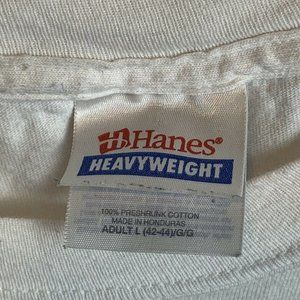 Hanes®
HEAVYWEIGHT
100% PRESHRUNK COTTON
MADE IN HONDURAS
ADULT L (42-44)/G/G